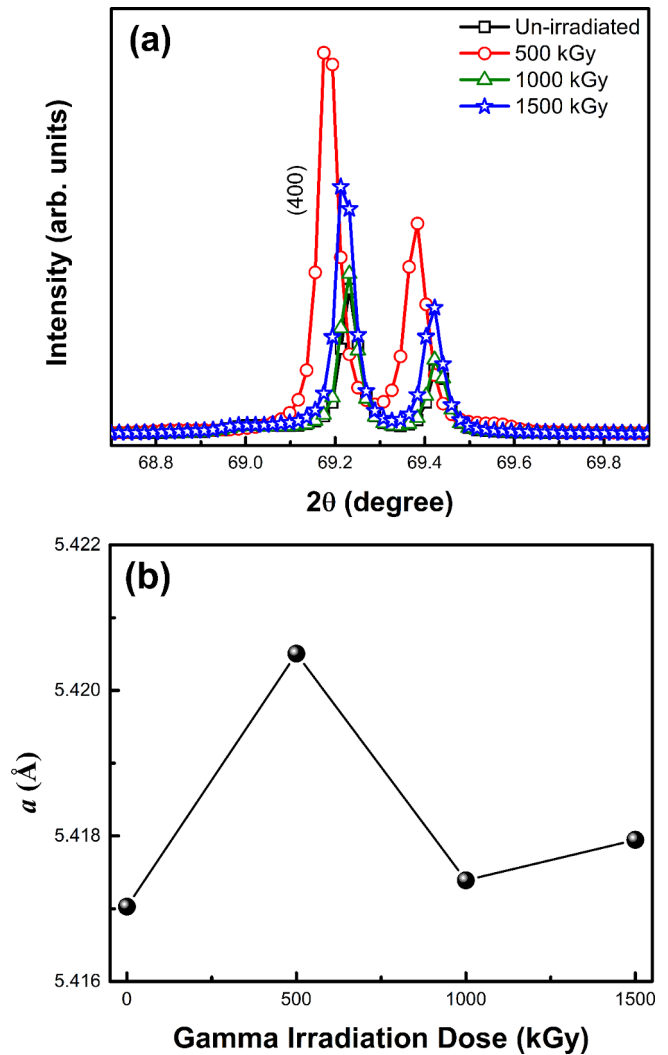 (a)
Un-irradiated
500 kGy
1000 kGy
1500 kGy
(400)
Intensity (arb. units)
68.8 69.0 69.2 69.4 69.6 69.8
2θ (degree)
(b)
5.422
5.420
5.418
5.416
a (Å)
0 500 1000 1500
Gamma Irradiation Dose (kGy)